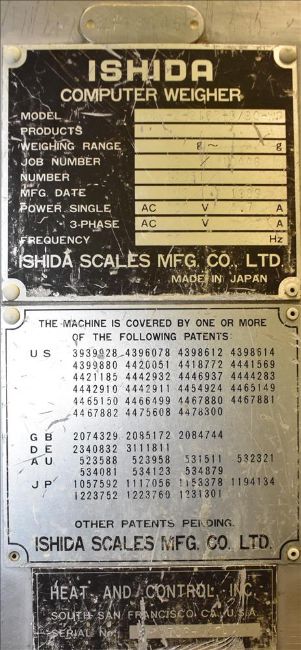 ISHIDA
COMPUTER WEIGHER
MODEL
PRODUCTS
WEIGHING RANGE g ~ g
JOB NUMBER
NUMBER
MFG. DATE
POWER SINGLE AC V A
3-PHASE AC V A
FREQUENCY Hz
ISHIDA SCALES MFG. CO., LTD.
MADE IN JAPAN
THE MACHINE IS COVERED BY ONE OR MORE
OF THE FOLLOWING PATENTS:
US 3939928 4396078 4398612 4398614
4399880 4420051 4418772 4441569
4421185 4442932 4446937 4444283
4442910 4442911 4454924 4465149
4465150 4466499 4467880 4467881
4467882 4475608 4476300
GB 2074329 2085172 2084744
DE 2340832 3111811
AU 523588 523958 531511 532321
534081 534123 534879
JP 1057592 1117056 1153378 1194134
1223752 1223760 1231301
OTHER PATENTS PENDING.
ISHIDA SCALES MFG. CO., LTD.
HEAT AND CONTROL, INC.
SOUTH SAN FRANCISCO CA., U.S.A.
SERIAL No.